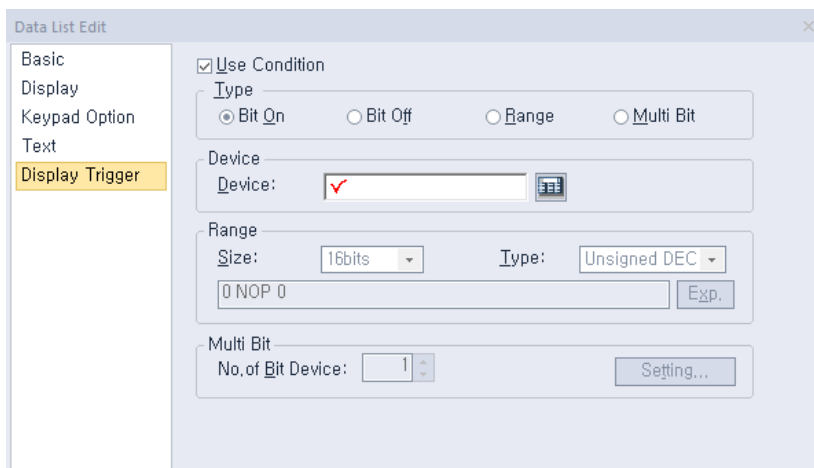 Data List Edit
Basic
Display
Keypad Option
Text
Display Trigger
Use Condition
Type
Bit On Bit Off Range Multi Bit
Device
Device:
Range
Size: 16bits Type: Unsigned DEC
0 NOP 0 Exp.
Multi Bit
No,of Bit Device: 1 Setting...